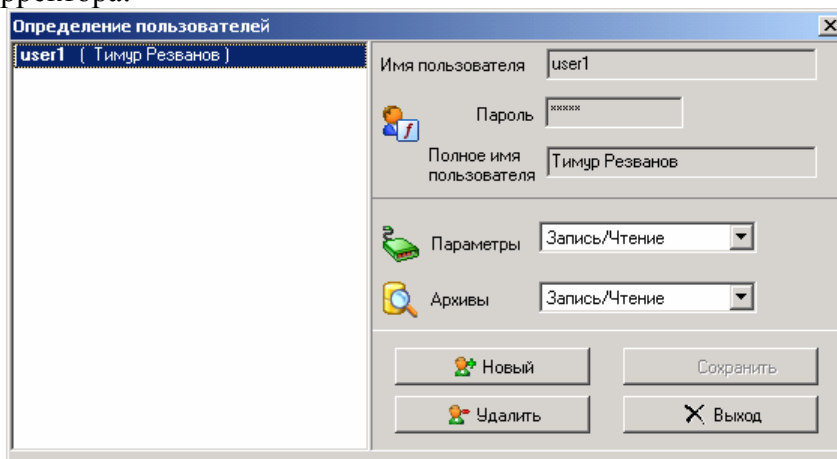 рректора.
Определение пользователей
user1 ( Тимур Резванов )
Имя пользователя user1
Пароль *****
Полное имя
пользователя Тимур Резванов
Параметры Запись/Чтение
Архивы Запись/Чтение
Новый Сохранить
Удалить Выход